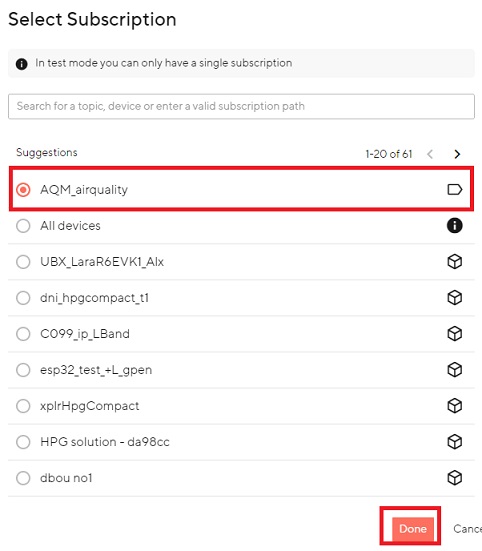 Select Subscription
In test mode you can only have a single subscription
Search for a topic, device or enter a valid subscription path
Suggestions 1-20 of 61
AQM_airquality
All devices
UBX_LaraR6EVK1_Alx
dni_hpgcompact_t1
C099_ip_LBand
esp32_test_+L_gpen
xplrHpgCompact
HPG solution - da98cc
dbou no1
Done Cance